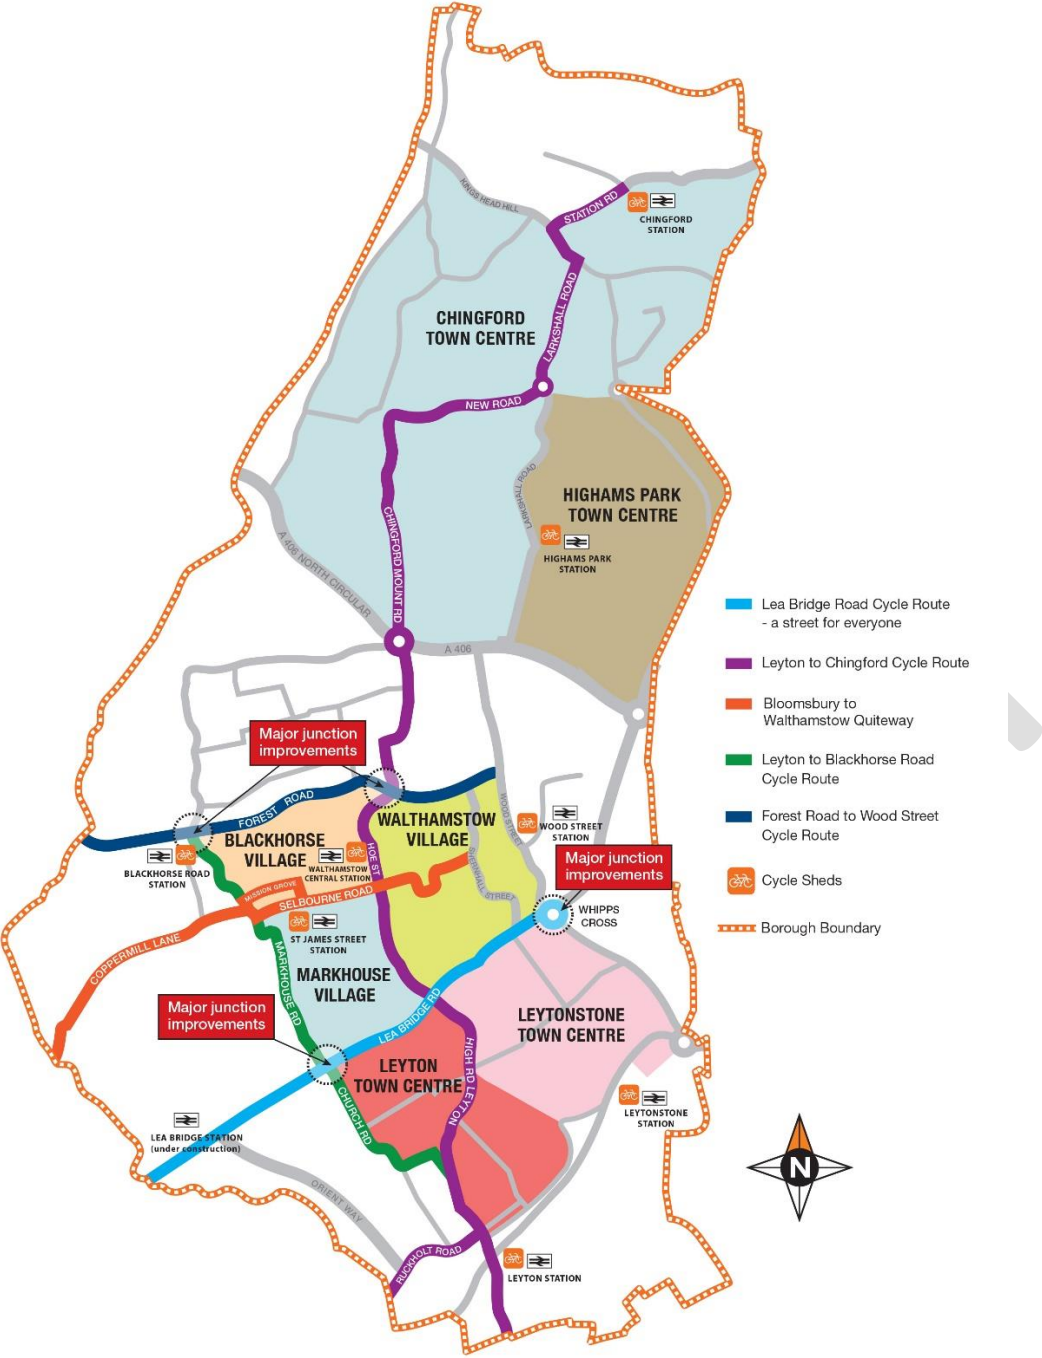 KINGS HEAD HILL
STATION RD
CHINGFORD
STATION
LARKSHALL ROAD
CHINGFORD
TOWN CENTRE
NEW ROAD
LARKSHALL ROAD
HIGHAMS PARK
TOWN CENTRE
HIGHAMS PARK
STATION
CHINGFORD MOUNT RD
A 406 NORTH CIRCULAR
A 406
Lea Bridge Road Cycle Route
- a street for everyone
Leyton to Chingford Cycle Route
Bloomsbury to
Walthamstow Quiteway
Leyton to Blackhorse Road
Cycle Route
Forest Road to Wood Street
Cycle Route
Cycle Sheds
Borough Boundary
Major junction
improvements
FOREST ROAD
BLACKHORSE
VILLAGE
WALTHAMSTOW
VILLAGE
WOOD STREET
WOOD STREET
STATION
HOE ST
WALTHAMSTOW
CENTRAL STATION
BLACKHORSE ROAD
STATION
MISSION GROVE
SELBOURNE ROAD
SHERNHALL STREET
Major junction
improvements
WHIPPS
CROSS
COPPERMILL LANE
ST JAMES STREET
STATION
MARKHOUSE RD
MARKHOUSE
VILLAGE
Major junction
improvements
LEA BRIDGE RD
LEYTONSTONE
TOWN CENTRE
LEYTON
TOWN CENTRE
HIGH RD LEYTON
CHURCH RD
LEYTONSTONE
STATION
LEA BRIDGE STATION
(under construction)
ORIENT WAY
RUCKHOLT ROAD
LEYTON STATION
N